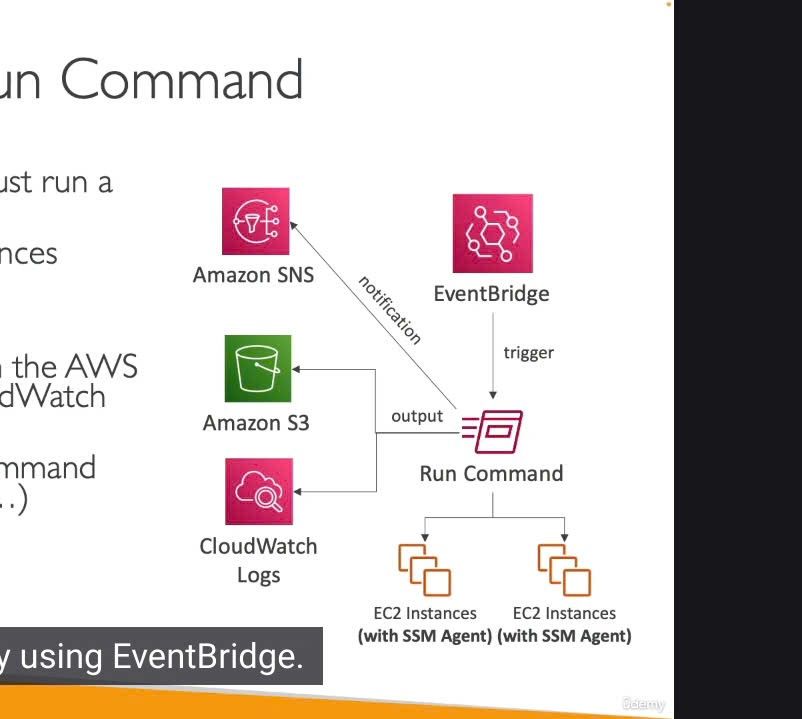 un Command
ust run a
nces
n the AWS
dWatch
mmand
..)
Amazon SNS
EventBridge
notification
trigger
Amazon S3
output
Run Command
CloudWatch
Logs
EC2 Instances
(with SSM Agent)
EC2 Instances
(with SSM Agent)
y using EventBridge.
ûdemy